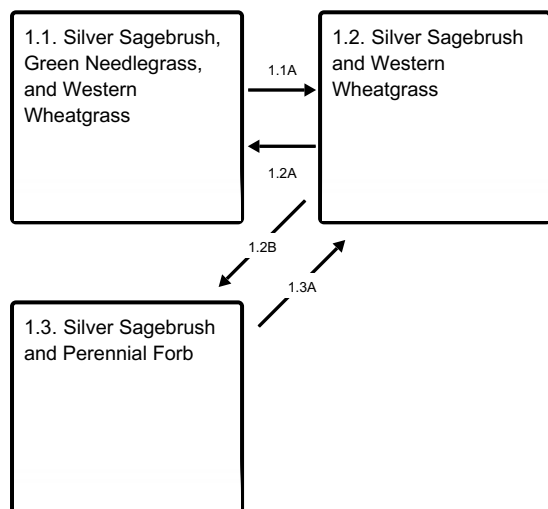 1.1. Silver Sagebrush,
Green Needlegrass,
and Western
Wheatgrass
1.1A
1.2. Silver Sagebrush
and Western
Wheatgrass
1.2A
1.2B
1.3A
1.3. Silver Sagebrush
and Perennial Forb